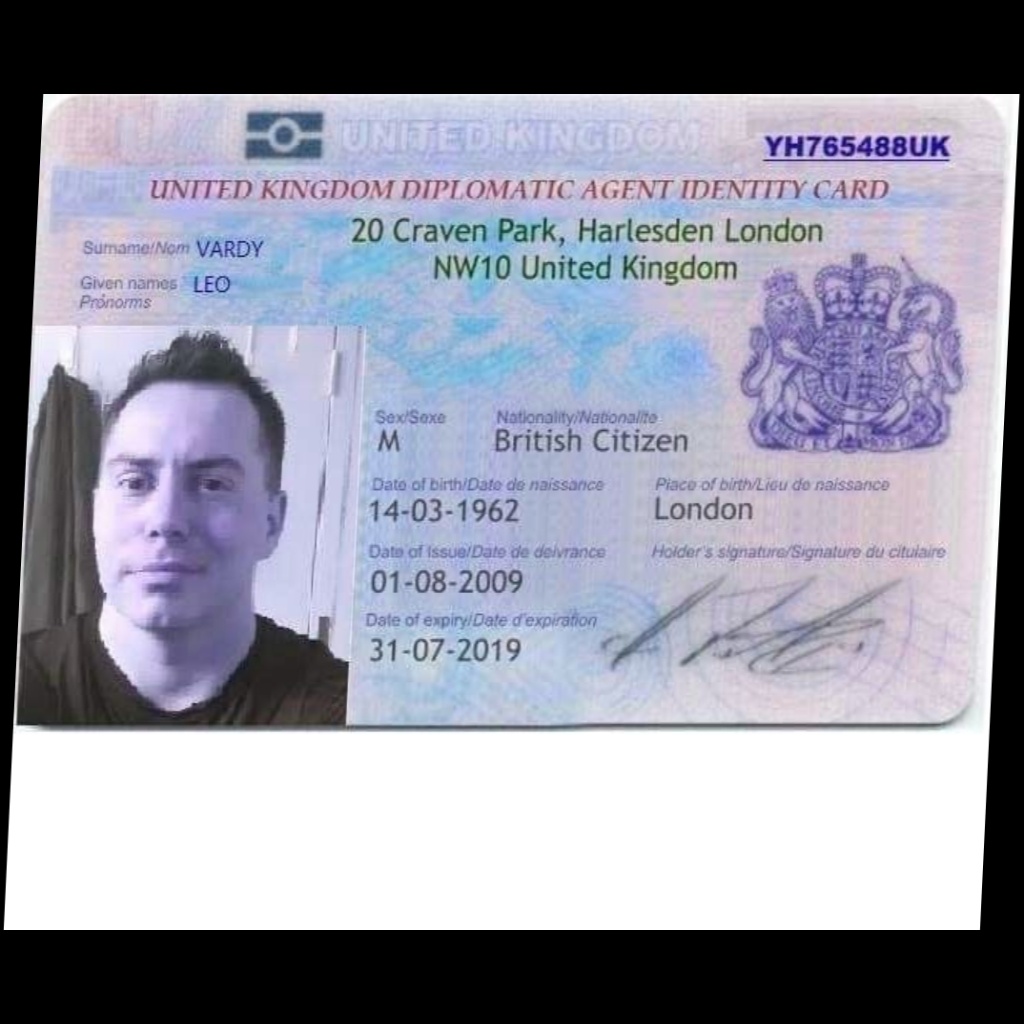 UNITED KINGDOM
YH765488UK
UNITED KINGDOM DIPLOMATIC AGENT IDENTITY CARD
20 Craven Park, Harlesden London
NW10 United Kingdom
Surname/Nom VARDY
Given names LEO
Prónorms
Sex/Sexe
M
Nationality/Nationalite
British Citizen
Date of birth/Date de naissance
14-03-1962
Place of birth/Lieu de naissance
London
Date of Issue/Date de deivrance
01-08-2009
Holder's signature/Signature du citulaire
Date of expiry/Date d'expiration
31-07-2019